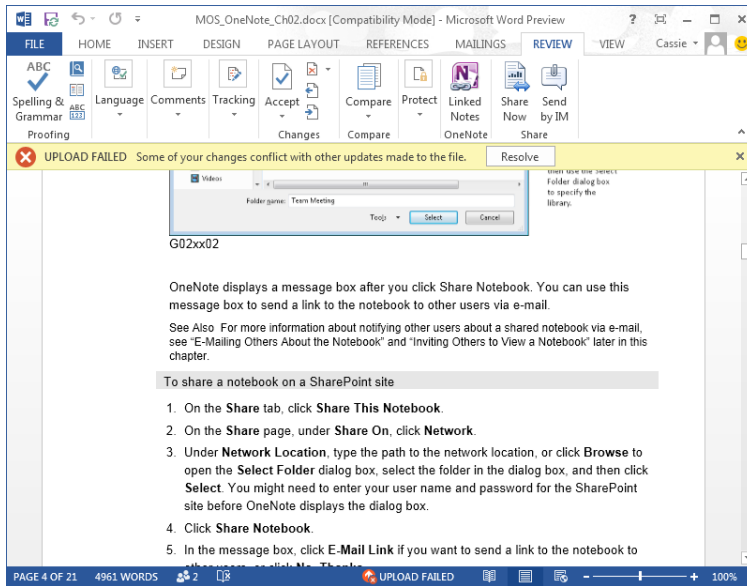 MOS_OneNote_Ch02.docx [Compatibility Mode] - Microsoft Word Preview
FILE HOME INSERT DESIGN PAGE LAYOUT REFERENCES MAILINGS REVIEW VIEW Cassie
ABC
Spelling &
Grammar
ABC
123
Language
Comments
Tracking
Accept
Compare
Protect
Linked
Notes
Share
Now
Send
by IM
Proofing Changes Compare OneNote Share
UPLOAD FAILED Some of your changes conflict with other updates made to the file. Resolve
Videos
Folder name: Team Meeting
Tools Select Cancel
then use the Select
Folder dialog box
to specify the
library.
G02xx02
OneNote displays a message box after you click Share Notebook. You can use this
message box to send a link to the notebook to other users via e-mail.
See Also For more information about notifying other users about a shared notebook via e-mail,
see “E-Mailing Others About the Notebook” and “Inviting Others to View a Notebook” later in this
chapter.
To share a notebook on a SharePoint site
1. On the Share tab, click Share This Notebook.
2. On the Share page, under Share On, click Network.
3. Under Network Location, type the path to the network location, or click Browse to
open the Select Folder dialog box, select the folder in the dialog box, and then click
Select. You might need to enter your user name and password for the SharePoint
site before OneNote displays the dialog box.
4. Click Share Notebook.
5. In the message box, click E-Mail Link if you want to send a link to the notebook to
other users, or click No, Thanks.
PAGE 4 OF 21 4961 WORDS 2 UPLOAD FAILED 100%